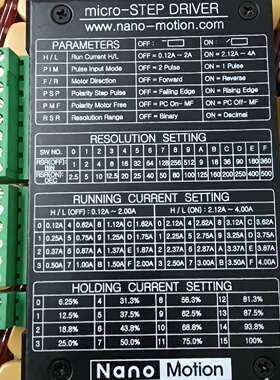 micro-STEP DRIVER
www.nano-motion.com
PARAMETERS OFF : ON :
H / L Run Current H/L OFF : 0.12A ~ 2A ON : 2.12A ~ 4A
P I M Pulse Input Mode OFF : 2 Pulse ON : 1 Pulse
F / R Motor Direction OFF : Forward ON : Reverse
P S P Polarity Step Pulse OFF : Falling Edge ON : Rising Edge
P M F Polarity Motor Free OFF : PC On- MF ON : PC Off- MF
R S R Resolution Range OFF : Binary ON : Decimal
RESOLUTION SETTING
SW NO. 0 1 2 3 4 5 6 7 8 9 A B C D E F
RSR(OFF): BIN 1 2 4 8 16 32 64 128 256 512 9 18 36 90 180 360
RSR(ON): DEC 2.5 5 10 20 40 80 400 500
RUNNING CURRENT SETTING
H / L (OFF) : 0.12A ~ 2.00A H / L (ON) : 2.12A ~ 4.00A
0 0.12A 4 0.62A 8 1.12A C 1.62A 0 2.12A 4 2.62A 8 3.12A C 3.62A
1 0.25A 5 0.75A 9 1.25A D 1.75A 1 2.25A 5 2.75A 9 3.25A D 3.75A
2 0.37A 6 0.87A A 1.37A E 1.87A 2 2.37A 6 2.87A A 3.37A E 3.87A
3 0.50A 7 1.00A B 1.50A F 2.00A 3 2.50A 7 3.00A B 3.50A F 4.00A
HOLDING CURRENT SETTING
0 6.25% 4 31.3% 8 56.3% 12 81.3%
1 12.5% 5 37.5% 9 62.5% 13 87.5%
2 18.8% 6 43.8% 10 68.8% 14 93.8%
3 25.0% 7 50.0% 11 75.0% 15 100%
Nano Motion